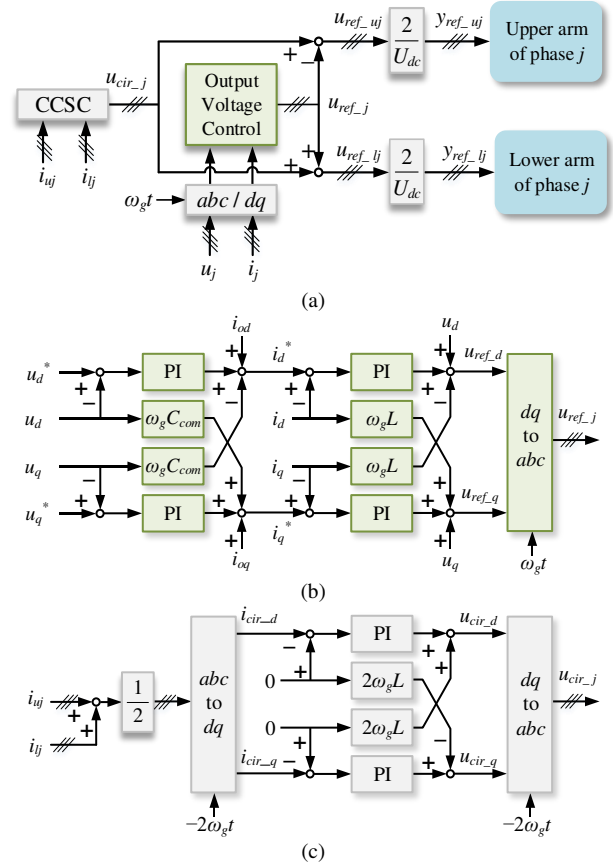 u_ref_uj
y_ref_uj
2
U_dc
Upper arm
of phase j
u_cir_j
+
−
CCSC
Output
Voltage
Control
u_ref_j
i_uj
i_lj
+
+
+
u_ref_lj
y_ref_lj
2
U_dc
Lower arm
of phase j
ω_g t
abc / dq
u_j
i_j
(a)
i_od
u_d
u_d*
+
PI
+
+
i_d*
+
PI
+
+
u_ref_d
−
−
−
−
u_d
ω_g C_com
i_d
ω_g L
dq
to
abc
u_ref_j
u_q
ω_g C_com
i_q
ω_g L
−
+
−
+
u_q*
+
PI
+
+
i_q*
+
PI
+
+
u_ref_q
i_oq
u_q
ω_g t
(b)
i_cir_d
u_cir_d
−
PI
+
+
+
abc
to
dq
0
2ω_g L
dq
to
abc
u_cir_j
i_uj
+
1
2
i_lj
+
0
2ω_g L
+
−
i_cir_q
−
PI
+
u_cir_q
−2ω_g t
−2ω_g t
(c)